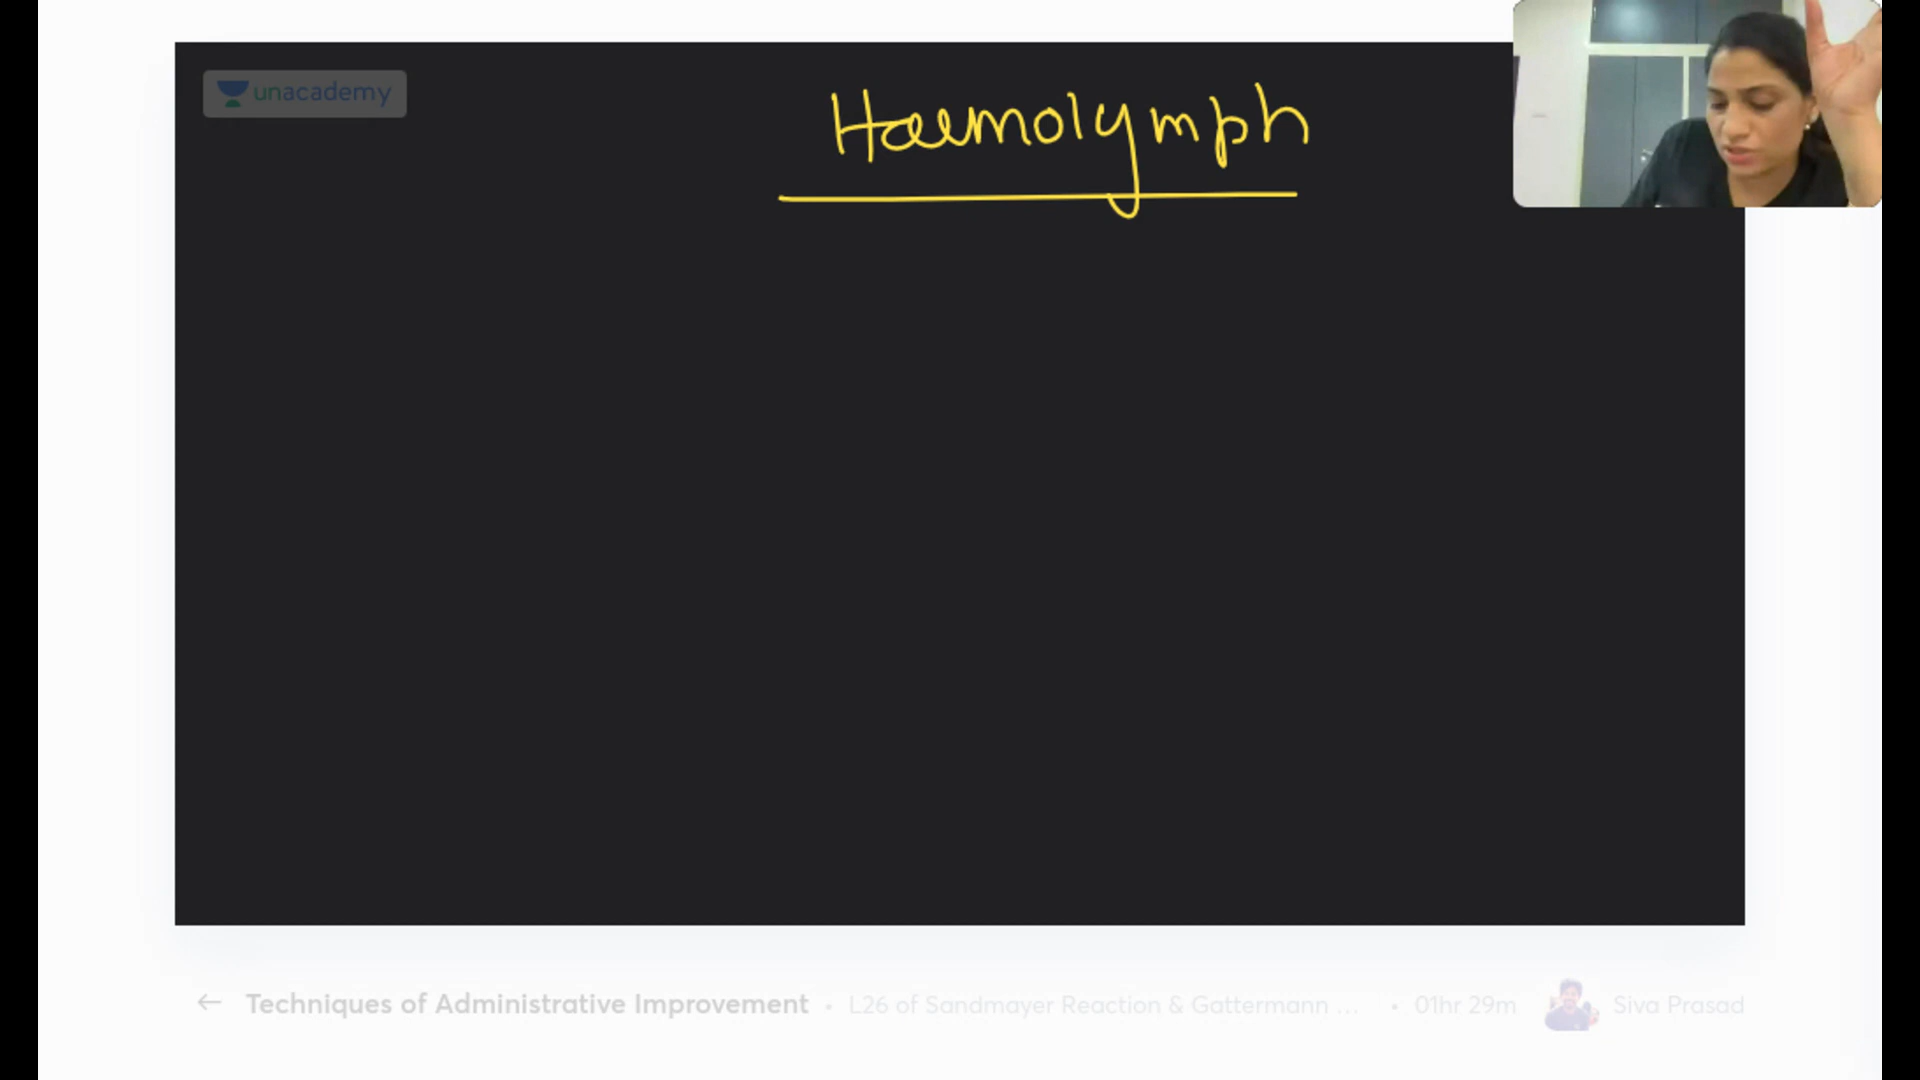 unacademy
Haemolymph
← Techniques of Administrative Improvement • L26 of Sandmayer Reaction & Gattermann ... • 01hr 29m Siva Prasad